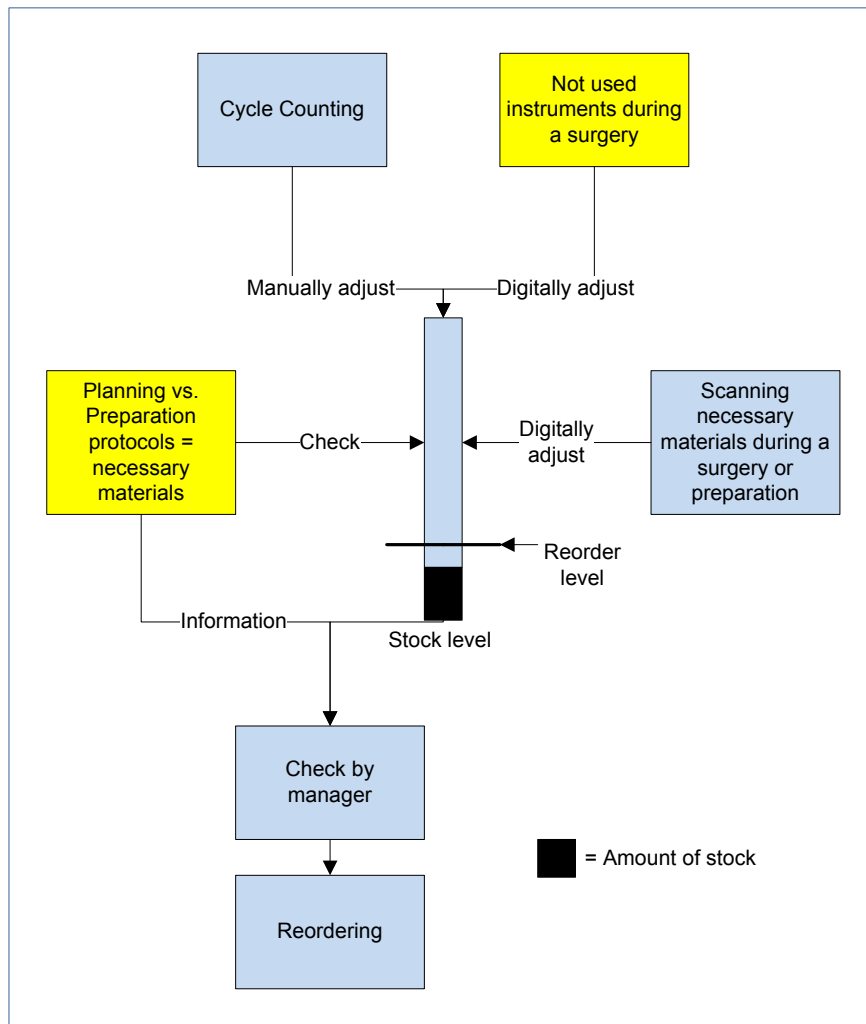 Cycle Counting
Not used
instruments during
a surgery
Manually adjust
Digitally adjust
Planning vs.
Preparation
protocols =
necessary
materials
Check
Digitally
adjust
Scanning
necessary
materials during a
surgery or
preparation
Reorder
level
Information
Stock level
Check by
manager
= Amount of stock
Reordering